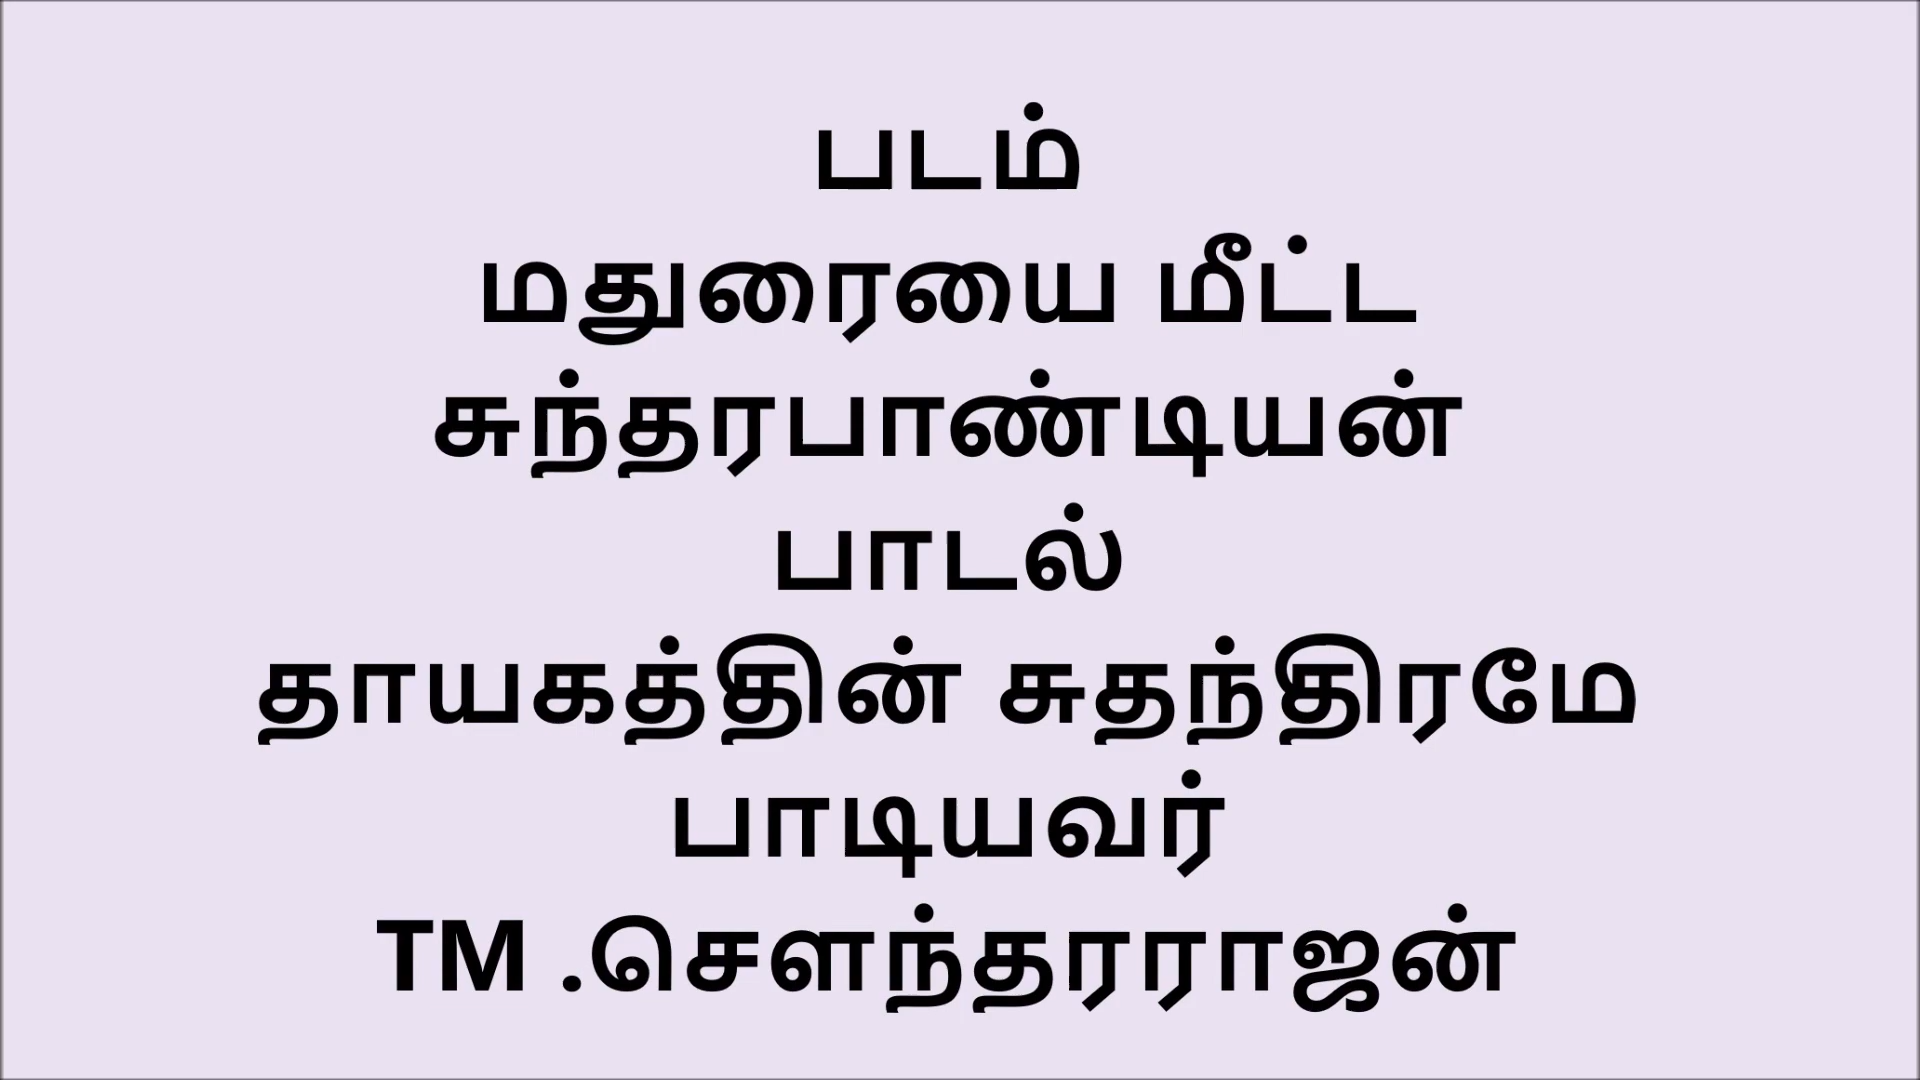 படம்
மதுரையை மீட்ட
சுந்தரபாண்டியன்
பாடல்
தாயகத்தின் சுதந்திரமே
பாடியவர்
TM .சௌந்தரராஜன்